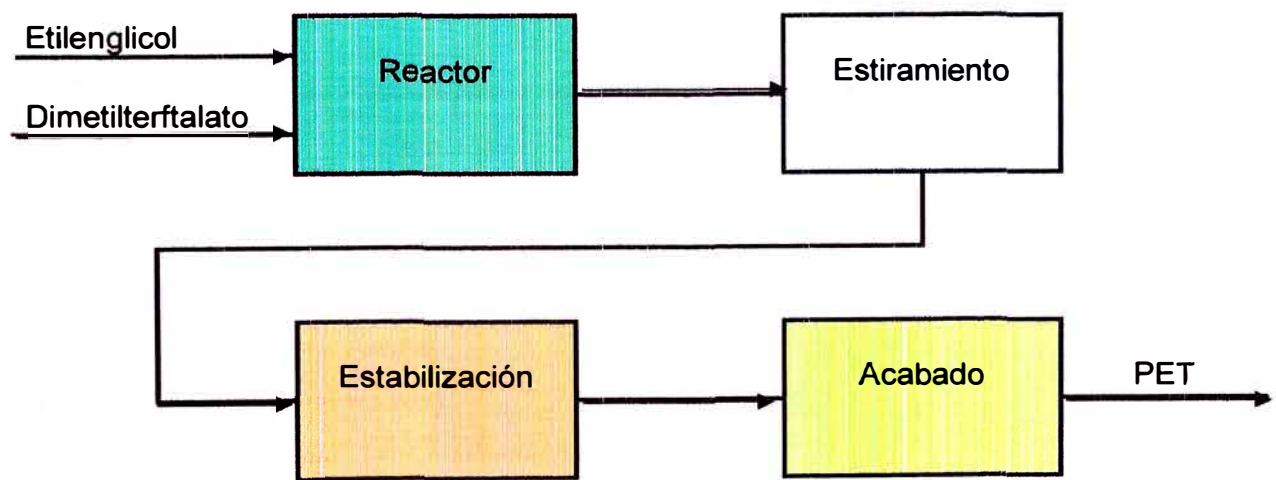 Etilenglicol
Dimetilterftalato
Reactor
Estiramiento
Estabilización
Acabado
PET